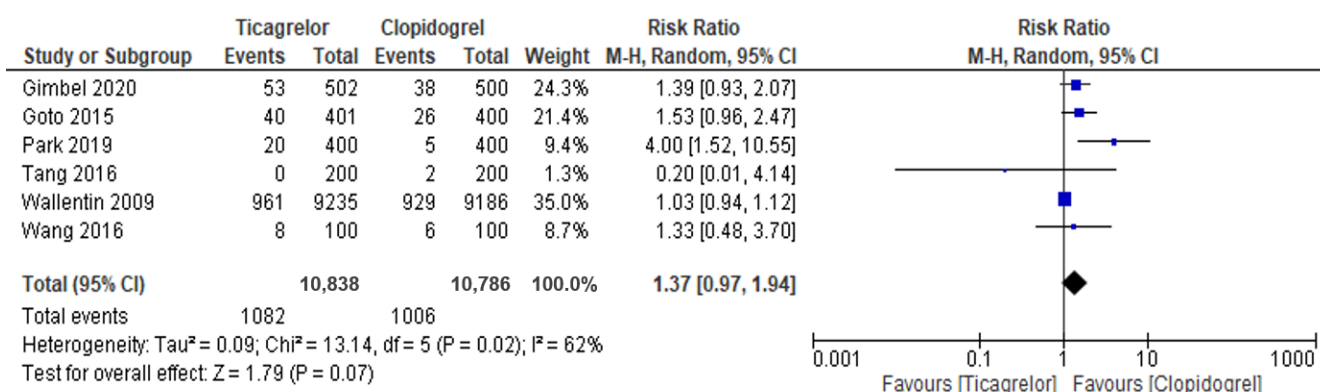 Ticagrelor Clopidogrel Risk Ratio Risk Ratio
Study or Subgroup Events Total Events Total Weight M-H, Random, 95% CI M-H, Random, 95% CI
Gimbel 2020 53 502 38 500 24.3% 1.39 [0.93, 2.07]
Goto 2015 40 401 26 400 21.4% 1.53 [0.96, 2.47]
Park 2019 20 400 5 400 9.4% 4.00 [1.52, 10.55]
Tang 2016 0 200 2 200 1.3% 0.20 [0.01, 4.14]
Wallentin 2009 961 9235 929 9186 35.0% 1.03 [0.94, 1.12]
Wang 2016 8 100 6 100 8.7% 1.33 [0.48, 3.70]
Total (95% CI) 10,838 10,786 100.0% 1.37 [0.97, 1.94]
Total events 1082 1006
Heterogeneity: Tau² = 0.09; Chi² = 13.14, df = 5 (P = 0.02); I² = 62%
Test for overall effect: Z = 1.79 (P = 0.07)
0.001 0.1 1 10 1000
Favours [Ticagrelor] Favours [Clopidogrel]